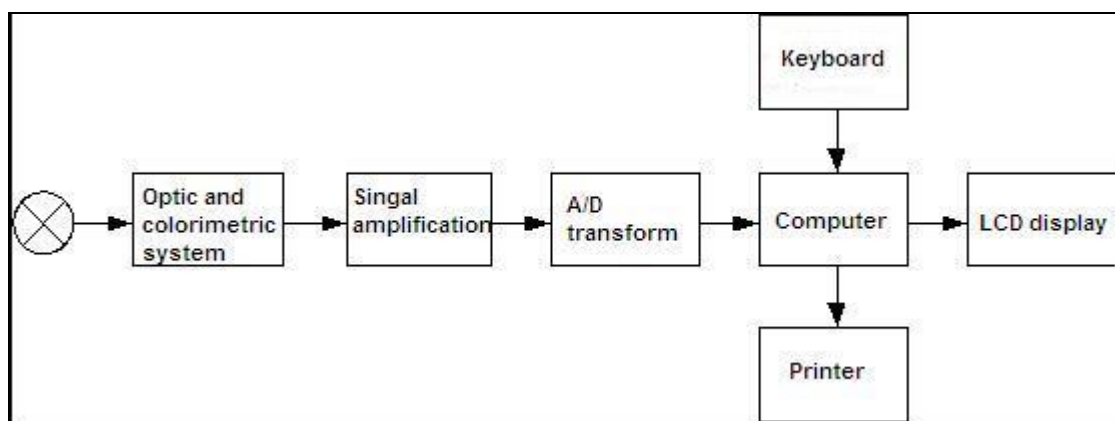 Keyboard
Optic and
colorimetric
system
Singal
amplification
A/D
transform
Computer
LCD display
Printer